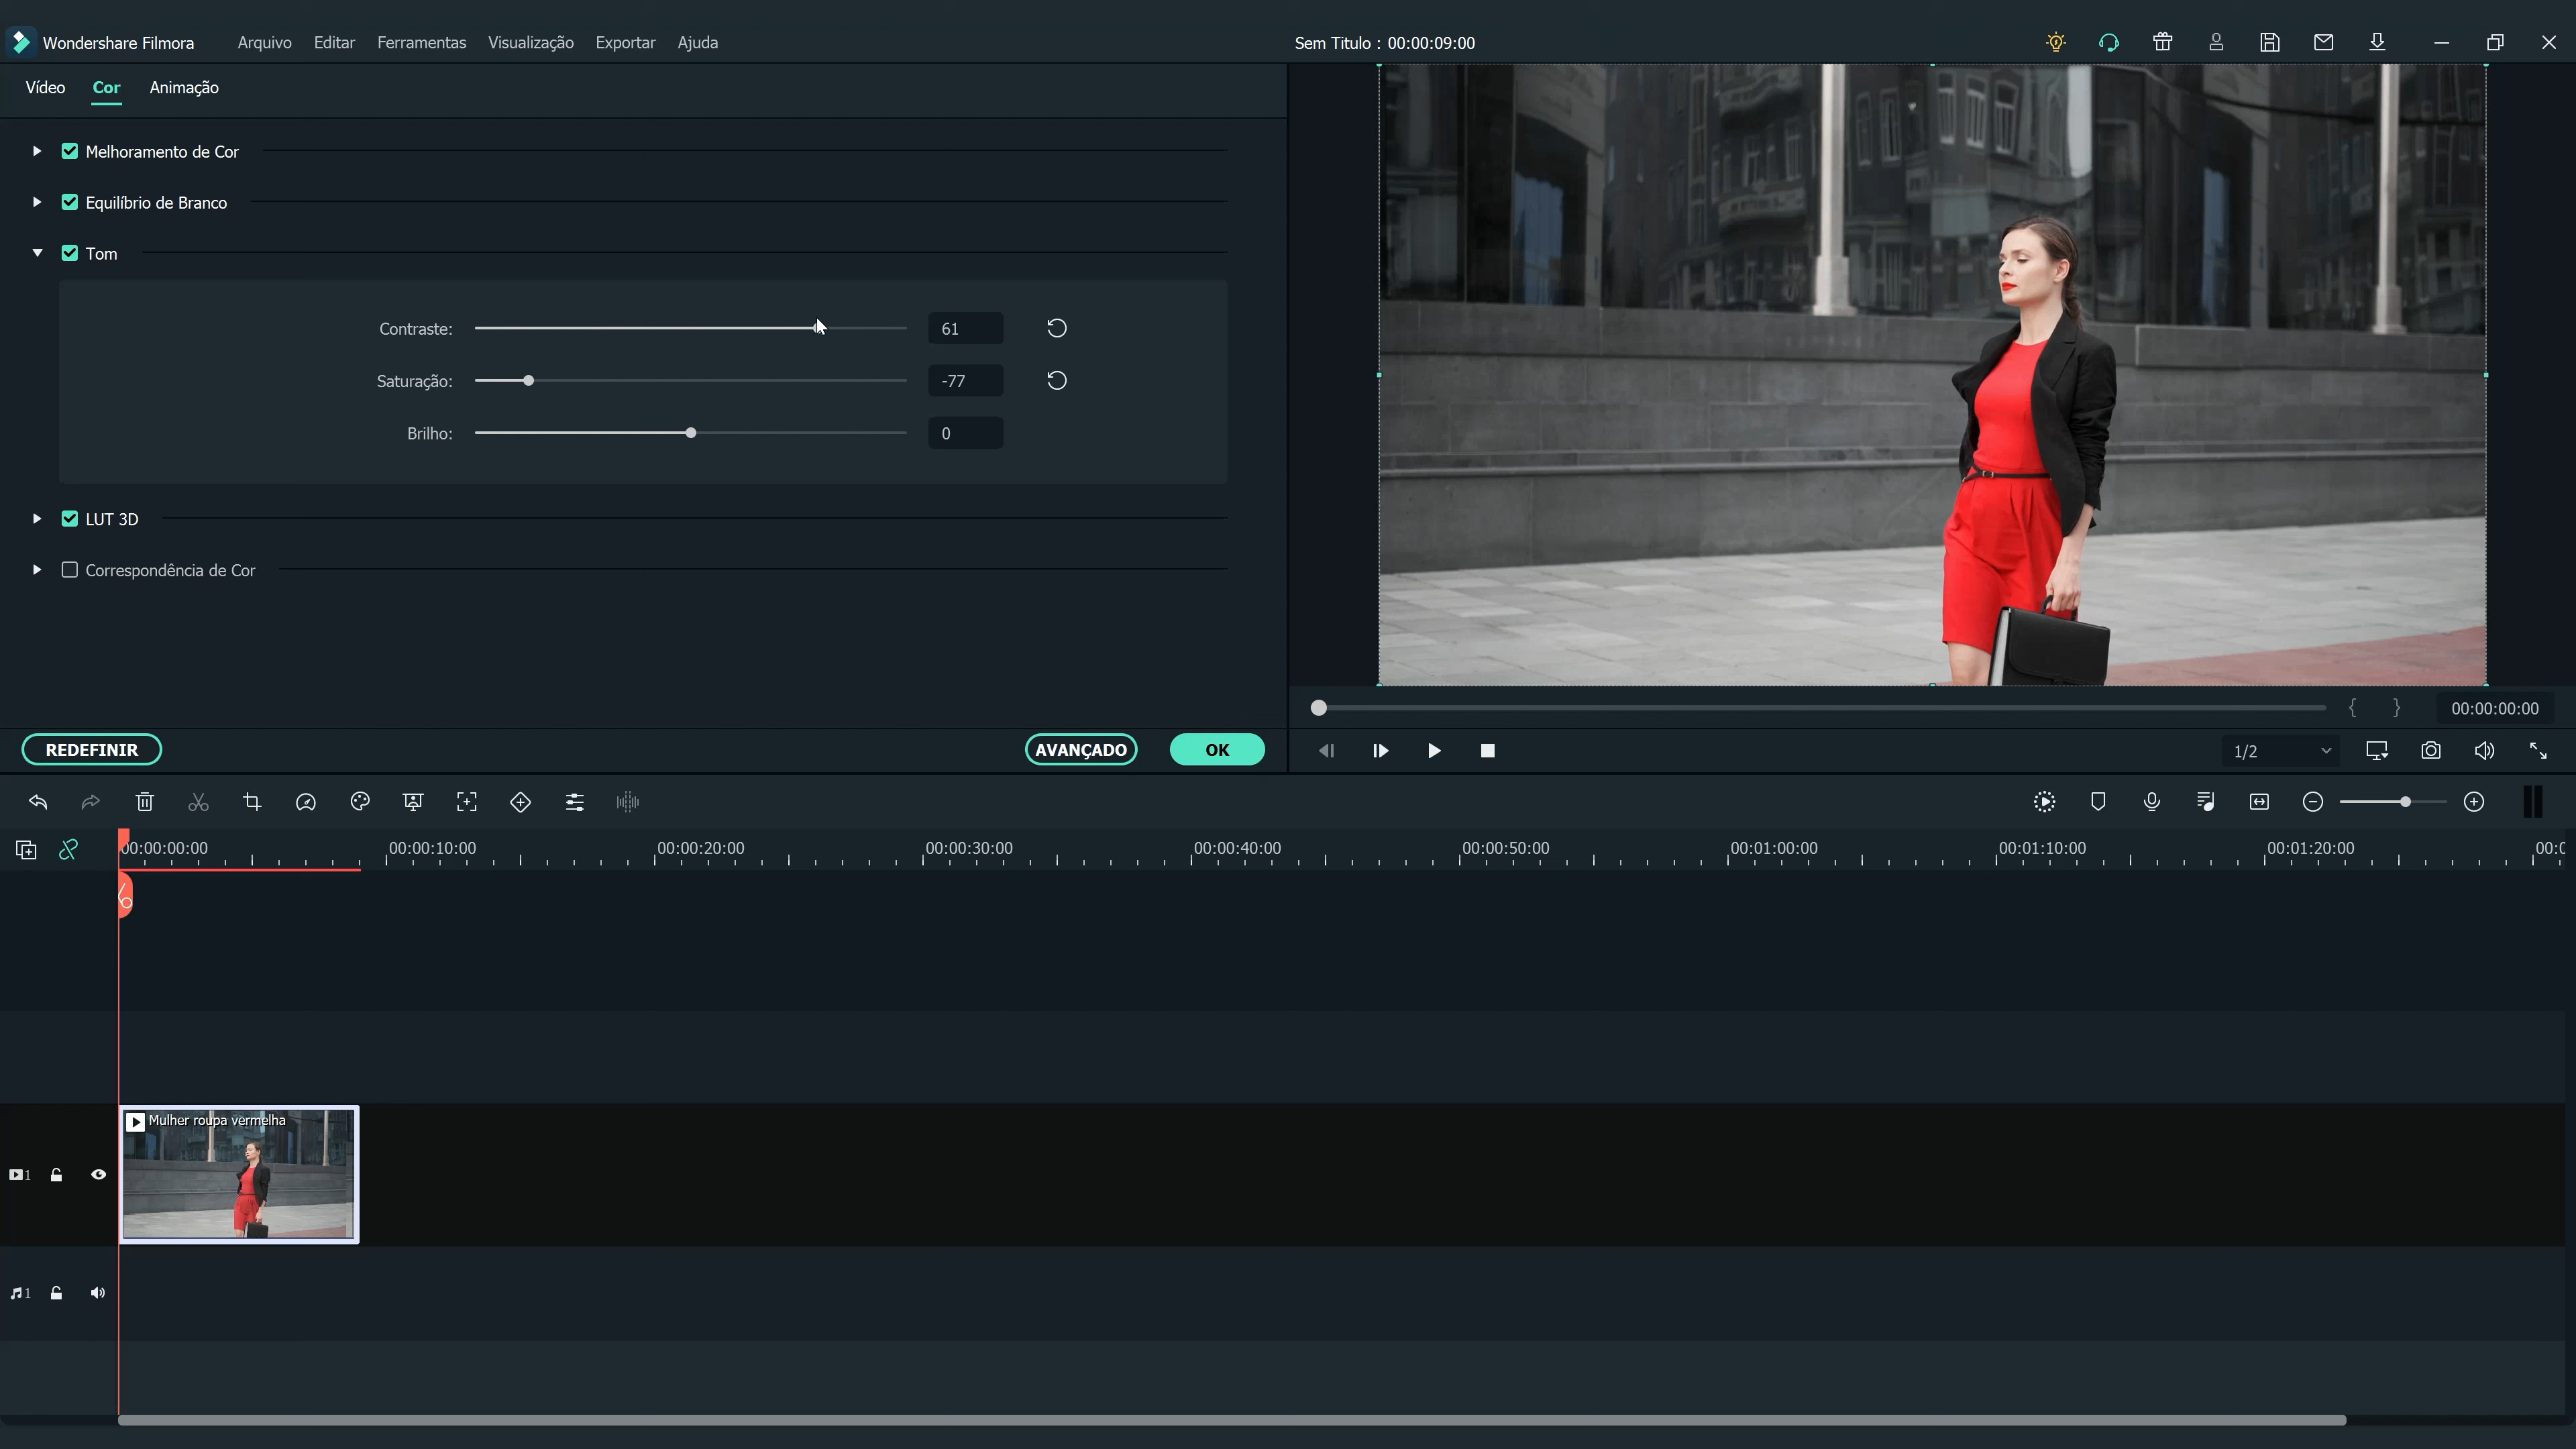 Wondershare Filmora
Arquivo
Editar
Ferramentas
Visualização
Exportar
Ajuda
Sem Titulo : 00:00:09:00
Vídeo
Cor
Animação
Melhoramento de Cor
Equilíbrio de Branco
Tom
Contraste:
61
Saturação:
-77
Brilho:
0
LUT 3D
Correspondência de Cor
{
}
00:00:00:00
REDEFINIR
AVANÇADO
OK
1/2
00:00:00:00
00:00:10:00
00:00:20:00
00:00:30:00
00:00:40:00
00:00:50:00
00:01:00:00
00:01:10:00
00:01:20:00
Mulher roupa vermelha
1
1